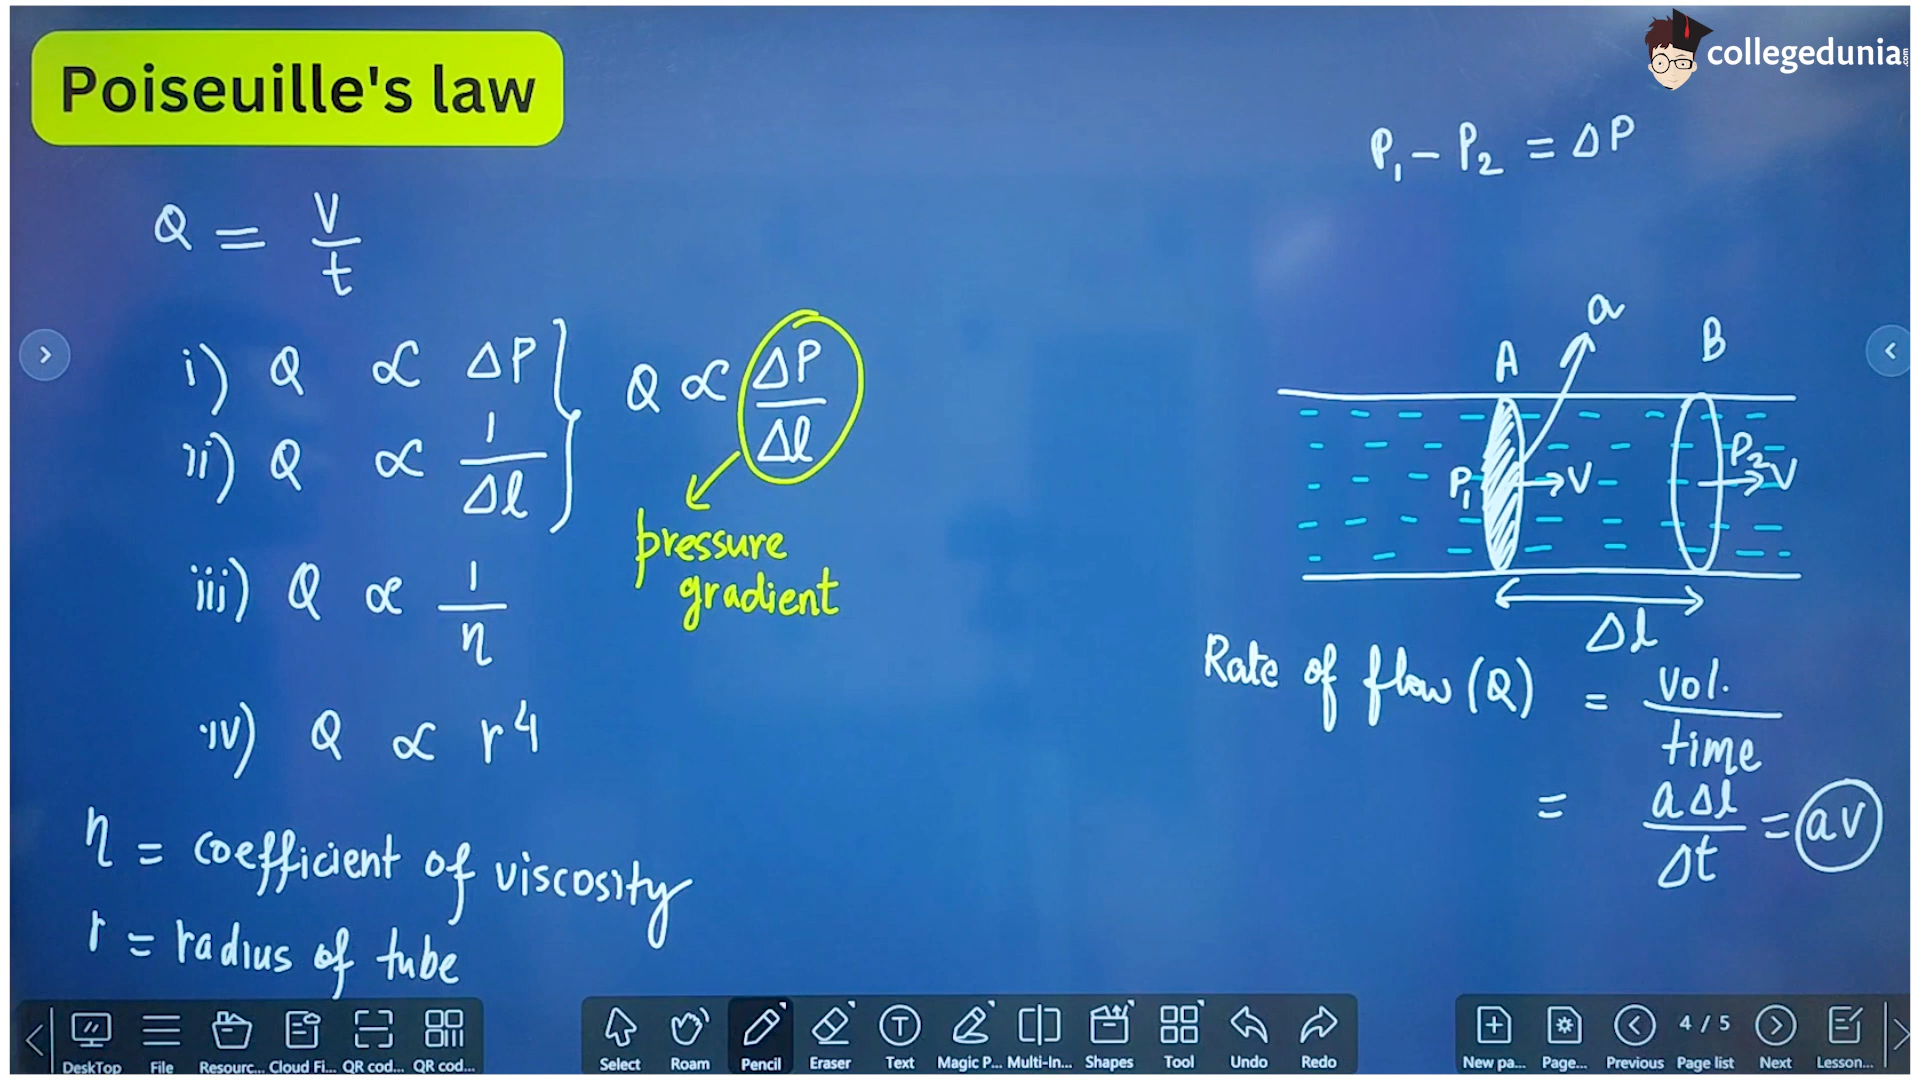 Poiseuille's law
collegedunia
.com
P₁ - P₂ = ΔP
Q = V/t
i) Q ∝ ΔP
ii) Q ∝ 1/Δl
Q ∝ ΔP/Δl
pressure
gradient
iii) Q ∝ 1/η
iv) Q ∝ r⁴
η = coefficient of viscosity
r = radius of tube
a
A
B
P₁
V
P₂
V
Δl
Rate of flow (Q) = vol./time
= aΔl/Δt = av
DeskTop
File
Resourc...
Cloud Fi...
QR cod...
QR cod...
Select
Roam
Pencil
Eraser
Text
Magic P...
Multi-In...
Shapes
Tool
Undo
Redo
New pa...
Page...
Previous
4 / 5
Page list
Next
Lesson...